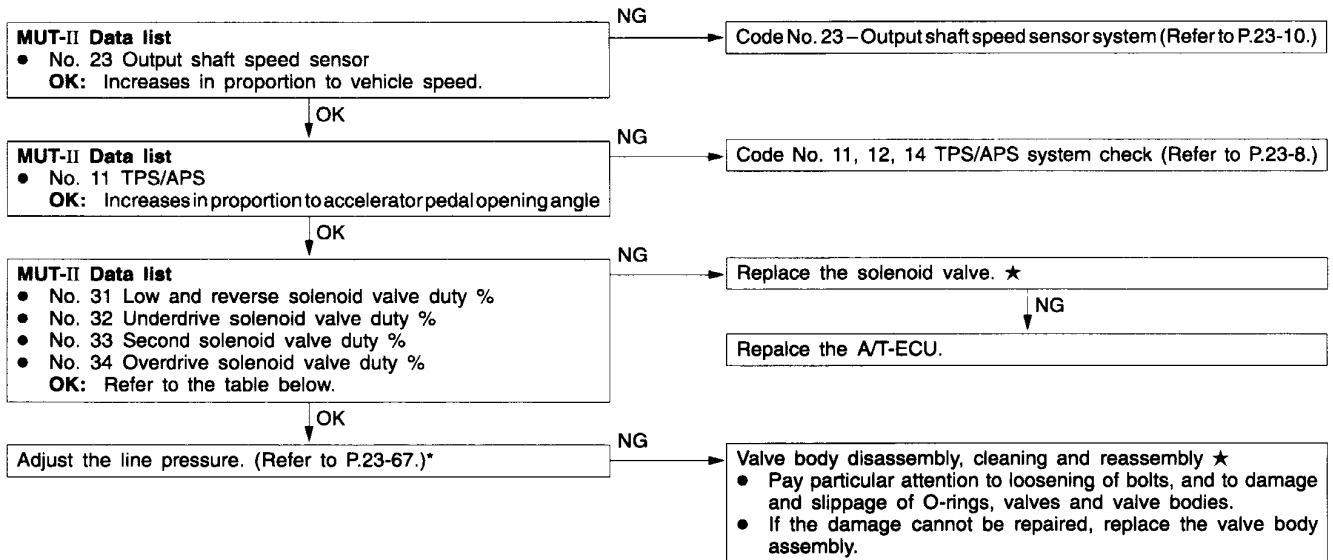 NG
MUT-II Data list
● No. 23 Output shaft speed sensor
OK: Increases in proportion to vehicle speed.
Code No. 23 – Output shaft speed sensor system (Refer to P.23-10.)
OK
NG
MUT-II Data list
● No. 11 TPS/APS
OK: Increases in proportion to accelerator pedal opening angle
Code No. 11, 12, 14 TPS/APS system check (Refer to P.23-8.)
OK
NG
MUT-II Data list
● No. 31 Low and reverse solenoid valve duty %
● No. 32 Underdrive solenoid valve duty %
● No. 33 Second solenoid valve duty %
● No. 34 Overdrive solenoid valve duty %
OK: Refer to the table below.
Replace the solenoid valve. ★
NG
Repalce the A/T-ECU.
OK
NG
Adjust the line pressure. (Refer to P.23-67.)*
Valve body disassembly, cleaning and reassembly ★
● Pay particular attention to loosening of bolts, and to damage
and slippage of O-rings, valves and valve bodies.
● If the damage cannot be repaired, replace the valve body
assembly.